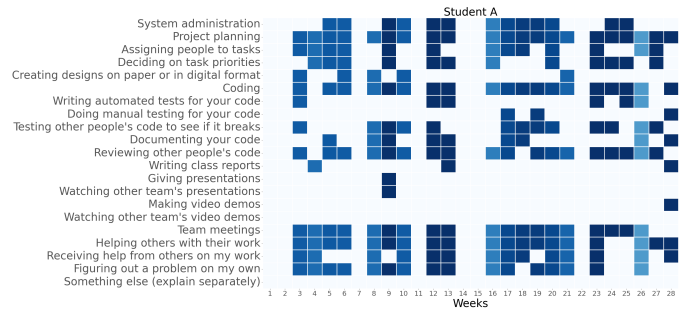 Student A
System administration
Project planning
Assigning people to tasks
Deciding on task priorities
Creating designs on paper or in digital format
Coding
Writing automated tests for your code
Doing manual testing for your code
Testing other people's code to see if it breaks
Documenting your code
Reviewing other people's code
Writing class reports
Giving presentations
Watching other team's presentations
Making video demos
Watching other team's video demos
Team meetings
Helping others with their work
Receiving help from others on my work
Figuring out a problem on my own
Something else (explain separately)
1 2 3 4 5 6 7 8 9 10 11 12 13 14 15 16 17 18 19 20 21 22 23 24 25 26 27 28
Weeks